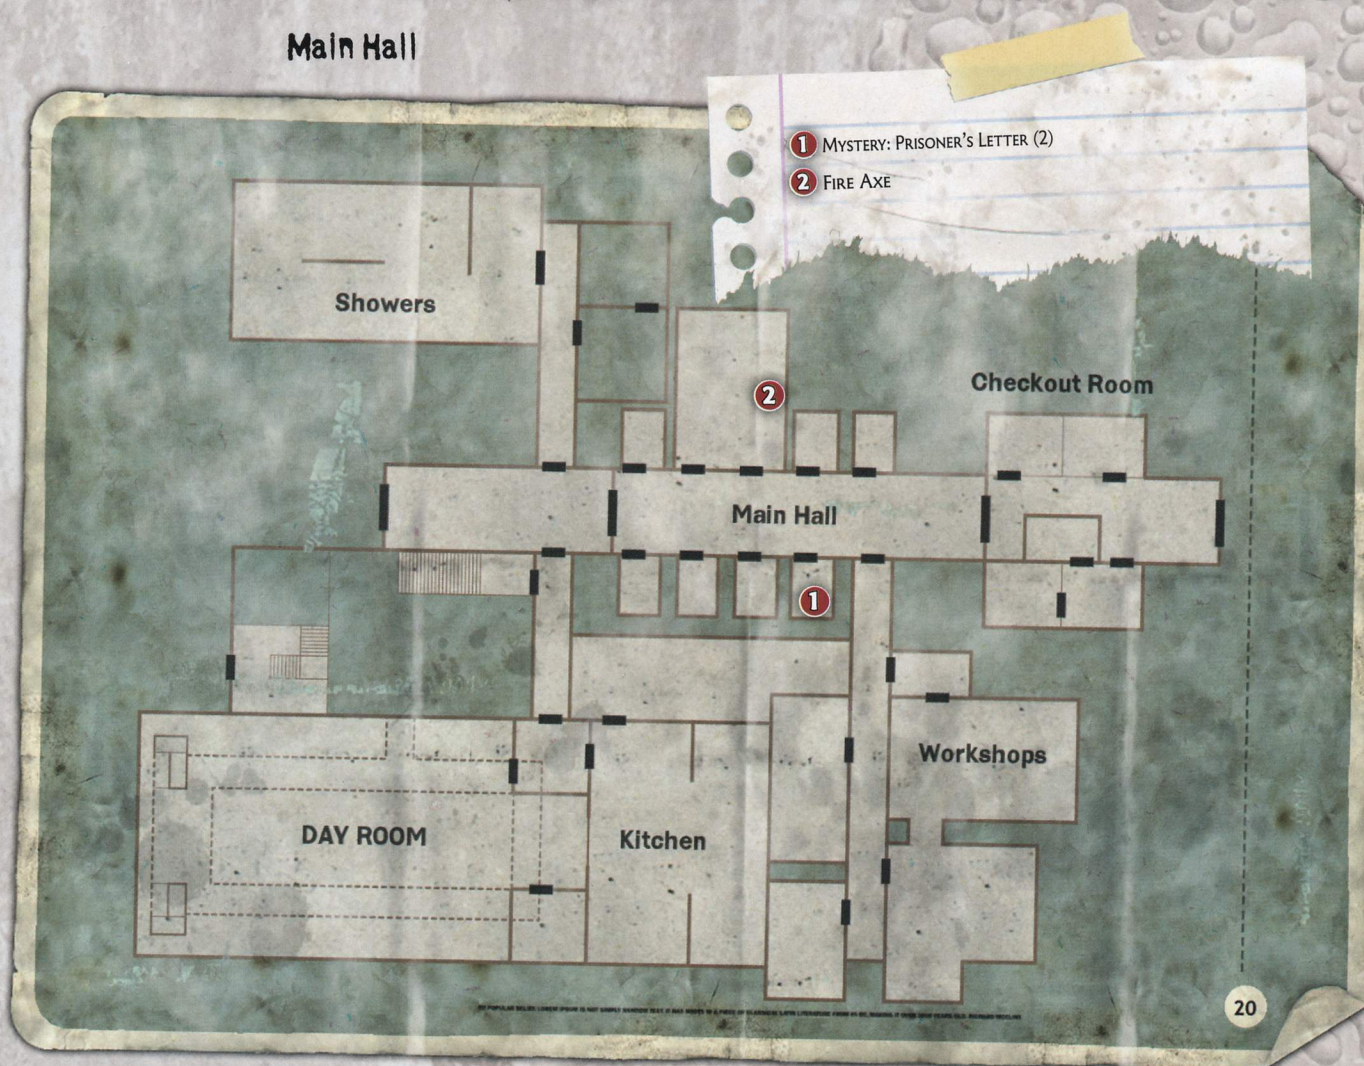 Main Hall
1 Mystery: Prisoner's Letter (2)
2 Fire Axe
Showers
2
Checkout Room
Main Hall
1
Workshops
DAY ROOM
Kitchen
20